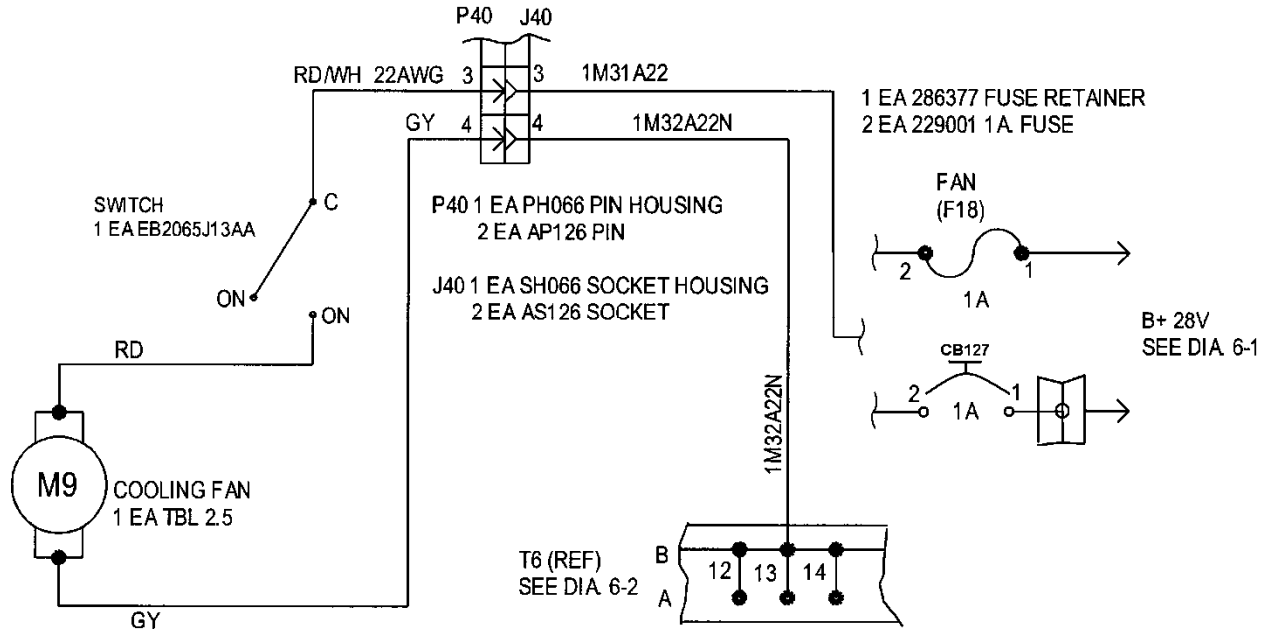 P40 J40
RD/WH 22AWG 3 3 1M31A22
GY 4 4 1M32A22N
1 EA 286377 FUSE RETAINER
2 EA 229001 1A. FUSE
SWITCH
1 EA EB2065J13AA
C
ON
ON
P40 1 EA PH066 PIN HOUSING
2 EA AP126 PIN
J40 1 EA SH066 SOCKET HOUSING
2 EA AS126 SOCKET
FAN
(F18)
2 1
1A
B+ 28V
SEE DIA. 6-1
CB127
2 1
1A
RD
M9
COOLING FAN
1 EA TBL 2.5
GY
1M32A22N
T6 (REF)
SEE DIA. 6-2
B
12 13 14
A